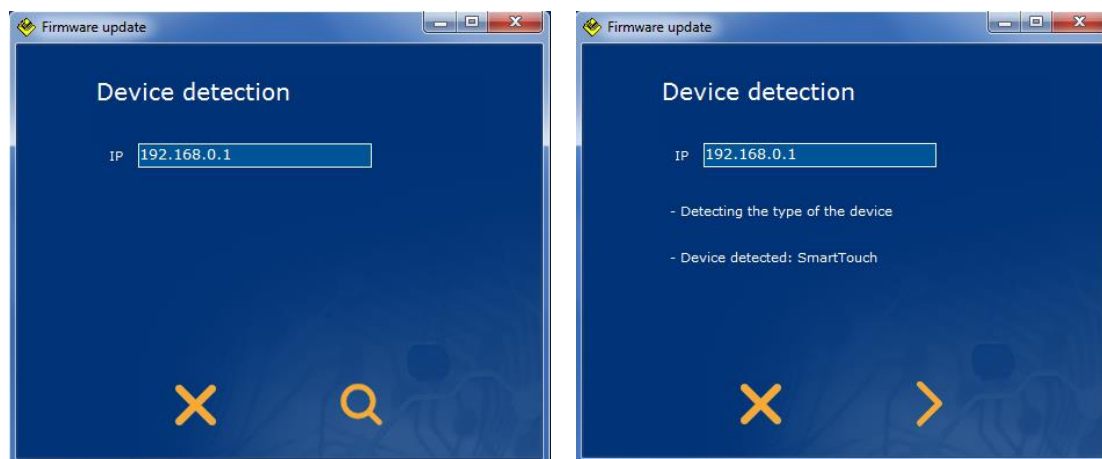 Firmware update
Device detection
IP 192.168.0.1
Firmware update
Device detection
IP 192.168.0.1
- Detecting the type of the device
- Device detected: SmartTouch